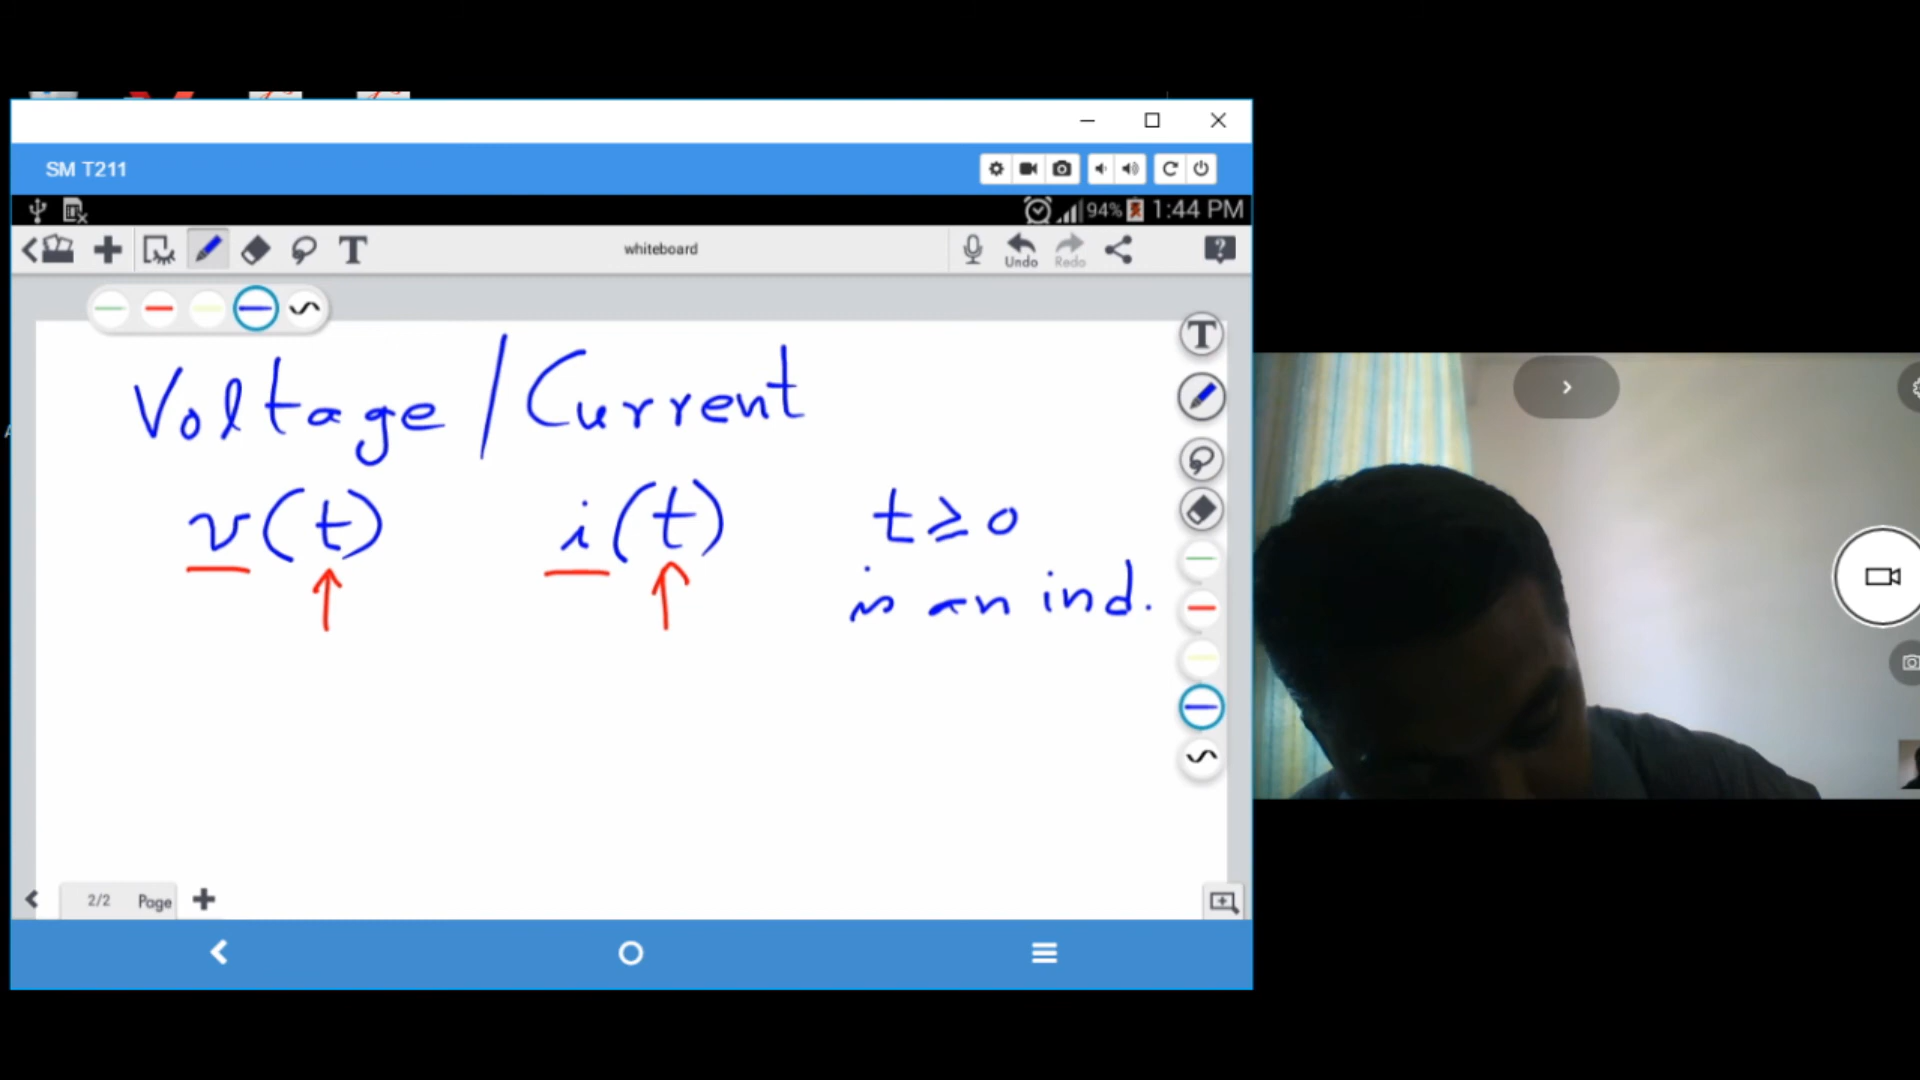 SM T211
94% 1:44 PM
whiteboard
Undo
Redo
T
Voltage / Current
T
v(t) i(t) t ≥ 0
is an ind.
2/2 Page